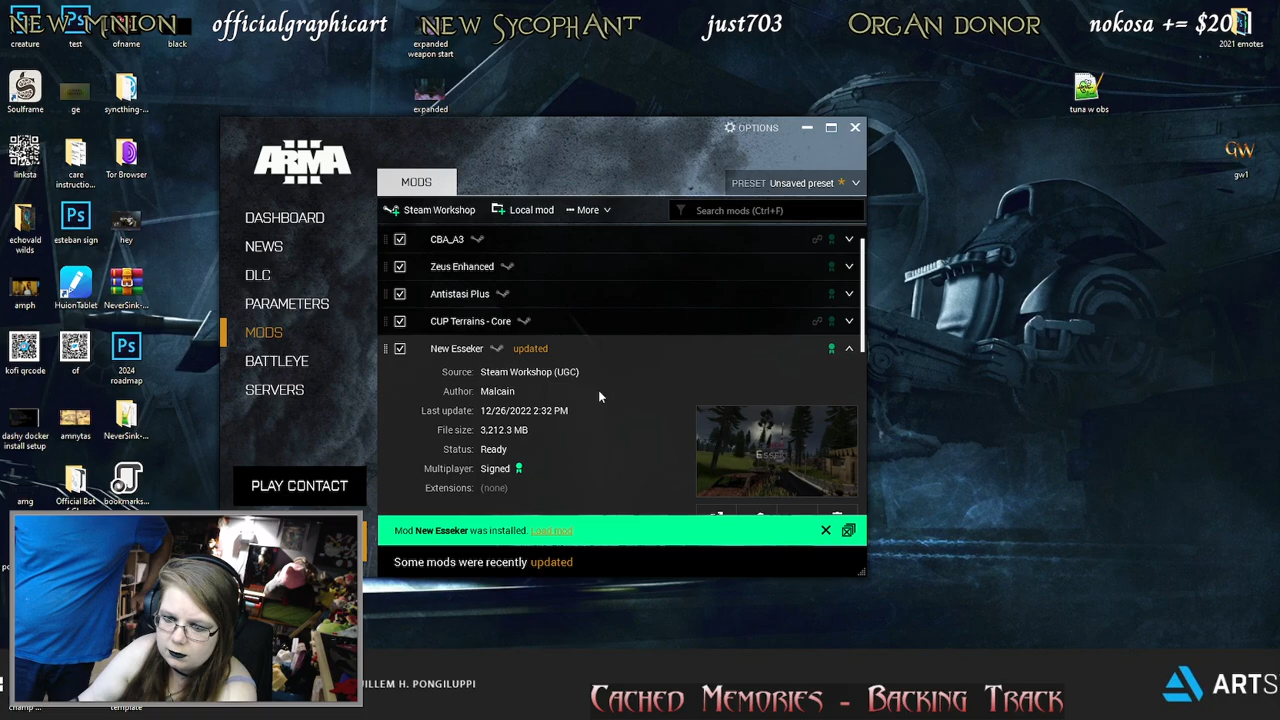 NEW MINION officialgraphicart NEW SYCOPHANT just703 ORGAN DONOR nokosa += $20
creature test ofname black
expanded weapon start
2021 emotes
Soulframe ge syncthing-...
expanded
tuna w obs
linksta care instructio... Tor Browser
gw1
echovald wilds esteban sign hey
amph HuionTablet NeverSink-...
kofi qrcode of 2024 roadmap
dashy docker install setup amnytas NeverSink-...
amg Official Bot bookmarks...
template
ARMA III
OPTIONS
MODS
PRESET Unsaved preset *
Steam Workshop Local mod ••• More Search mods (Ctrl+F)
DASHBOARD
NEWS
DLC
PARAMETERS
MODS
BATTLEYE
SERVERS
PLAY CONTACT
CBA_A3
Zeus Enhanced
Antistasi Plus
CUP Terrains - Core
New Esseker updated
Source: Steam Workshop (UGC)
Author: Malcain
Last update: 12/26/2022 2:32 PM
File size: 3,212.3 MB
Status: Ready
Multiplayer: Signed
Extensions: (none)
Mod New Esseker was installed. Load mod
Some mods were recently updated
ILLEM H. PONGILUPPI
CACHED MEMORIES - BACKING TRACK
ARTS